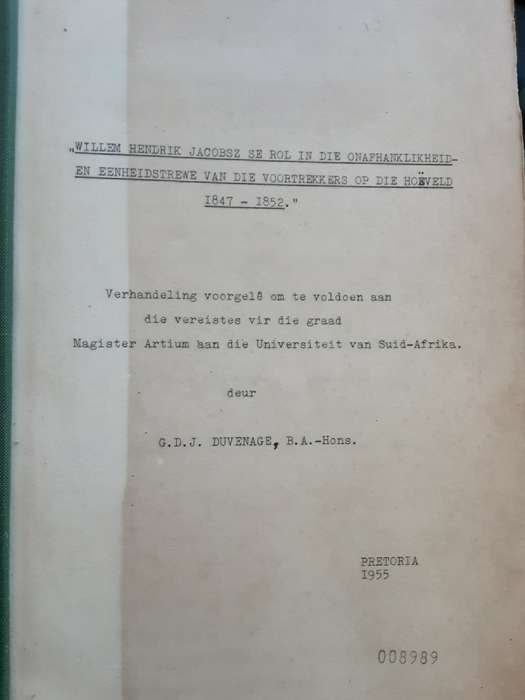 „WILLEM HENDRIK JACOBSZ SE ROL IN DIE ONAFHANKLIKHEID-
EN EENHEIDSTREWE VAN DIE VOORTREKKERS OP DIE HOËVELD
1847 - 1852."
Verhandeling voorgelê om te voldoen aan
die vereistes vir die graad
Magister Artium aan die Universiteit van Suid-Afrika.
deur
G.D.J. DUVENAGE, B.A.-Hons.
PRETORIA
1955
008989